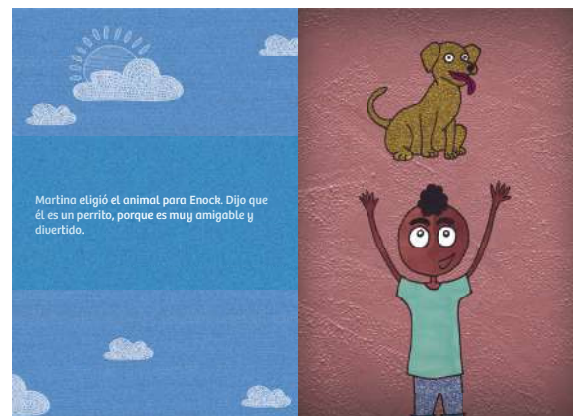 Martina eligió el animal para Enock. Dijo que
él es un perrito, porque es muy amigable y
divertido.